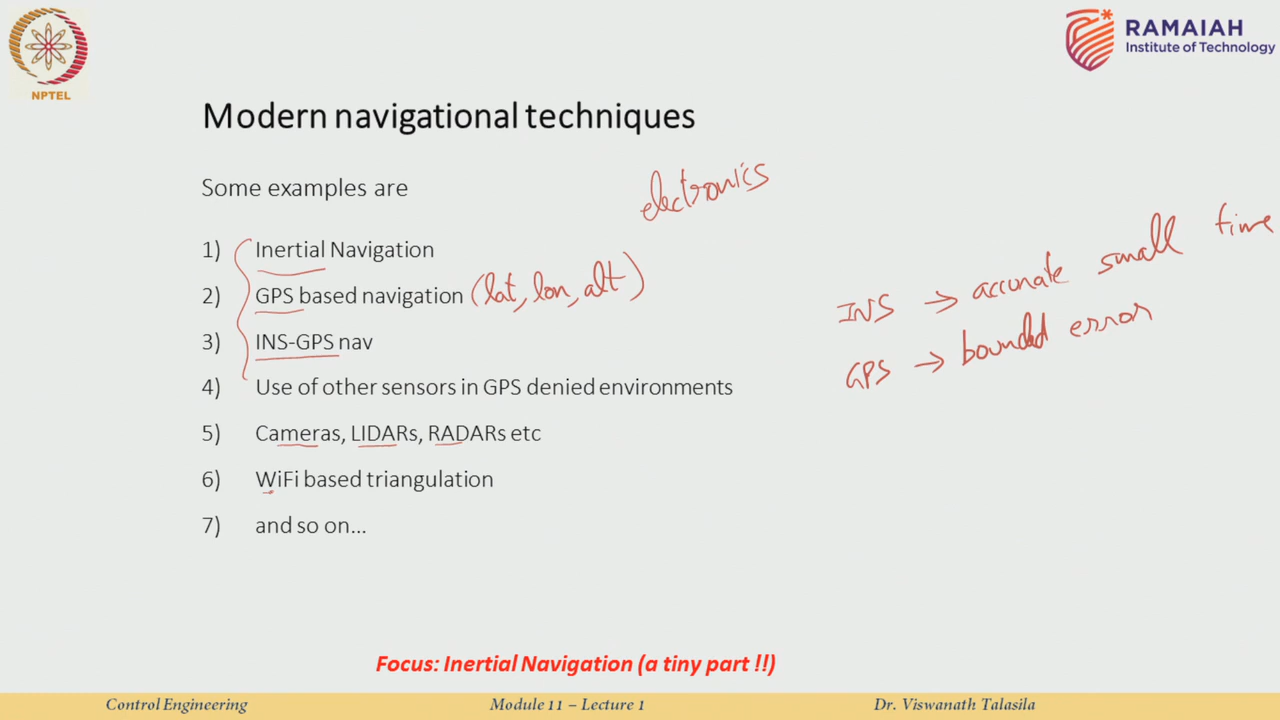 NPTEL
RAMAIAH
Institute of Technology
Modern navigational techniques
Some examples are
electronics
1) Inertial Navigation
2) GPS based navigation (lat, lon, alt)
3) INS-GPS nav
4) Use of other sensors in GPS denied environments
5) Cameras, LIDARs, RADARs etc
6) WiFi based triangulation
7) and so on...
INS → accurate small time
GPS → bounded error
Focus: Inertial Navigation (a tiny part !!)
Control Engineering
Module 11 – Lecture 1
Dr. Viswanath Talasila